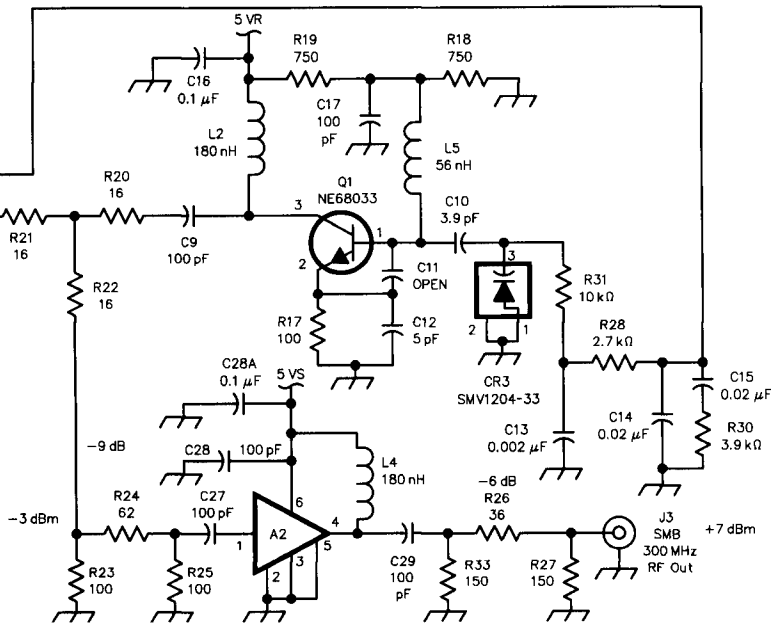 5 VR
R19
750
R18
750
C16
0.1 µF
C17
100
pF
L2
180 nH
L5
56 nH
R20
16
Q1
NE68033
3
1
2
C10
3.9 pF
R21
16
C9
100 pF
C11
OPEN
3
2
1
R31
10 kΩ
R22
16
R17
100
C12
5 pF
R28
2.7 kΩ
CR3
SMV1204-33
C15
0.02 µF
C28A
0.1 µF
5 VS
C14
0.02 µF
R30
3.9 kΩ
C13
0.002 µF
-9 dB
C28
100 pF
L4
180 nH
-3 dBm
R24
62
C27
100 pF
6
A2
1
4
5
3
2
-6 dB
R26
36
J3
SMB
300 MHz
RF Out
+7 dBm
R23
100
R25
100
C29
100
pF
R33
150
R27
150